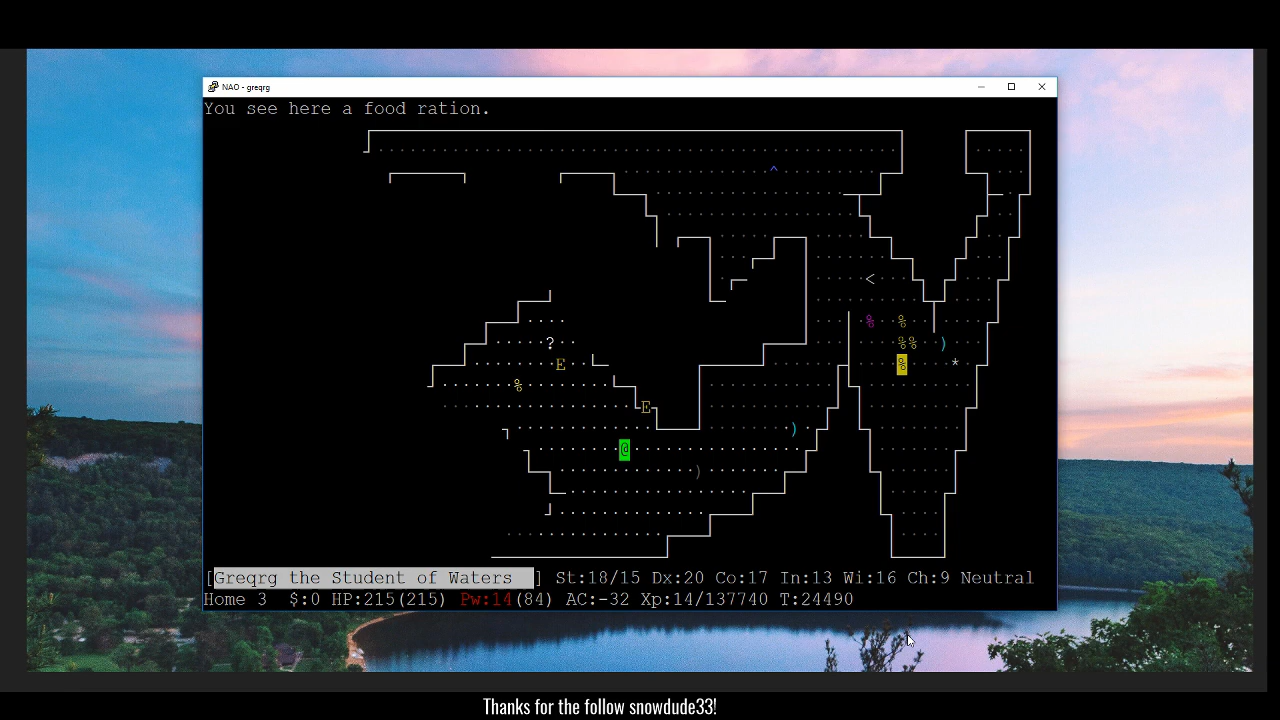 NAO - greqrg
You see here a food ration.
[Greqrg the Student of Waters  ] St:18/15 Dx:20 Co:17 In:13 Wi:16 Ch:9 Neutral
Home 3  $:0 HP:215(215) Pw:14(84) AC:-32 Xp:14/137740 T:24490
Thanks for the follow snowdude33!